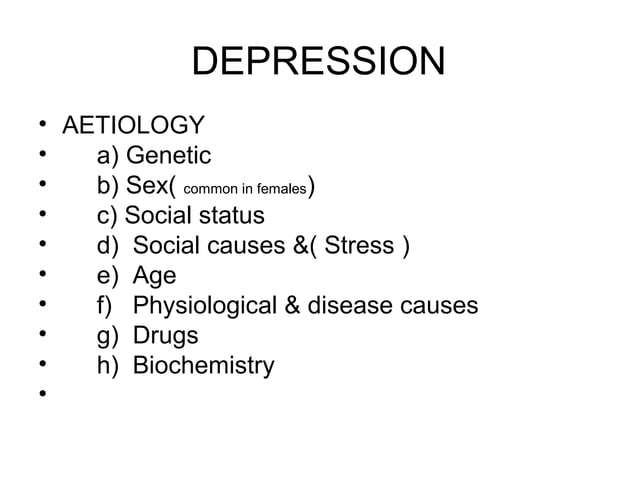 DEPRESSION
• AETIOLOGY
• a) Genetic
• b) Sex( common in females)
• c) Social status
• d) Social causes &( Stress )
• e) Age
• f) Physiological & disease causes
• g) Drugs
• h) Biochemistry
•